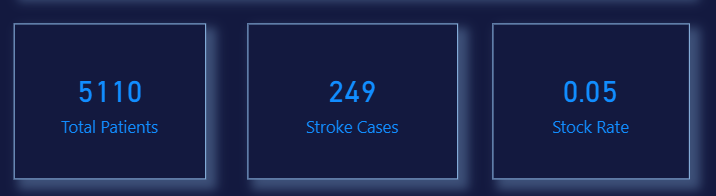 5110
Total Patients
249
Stroke Cases
0.05
Stock Rate